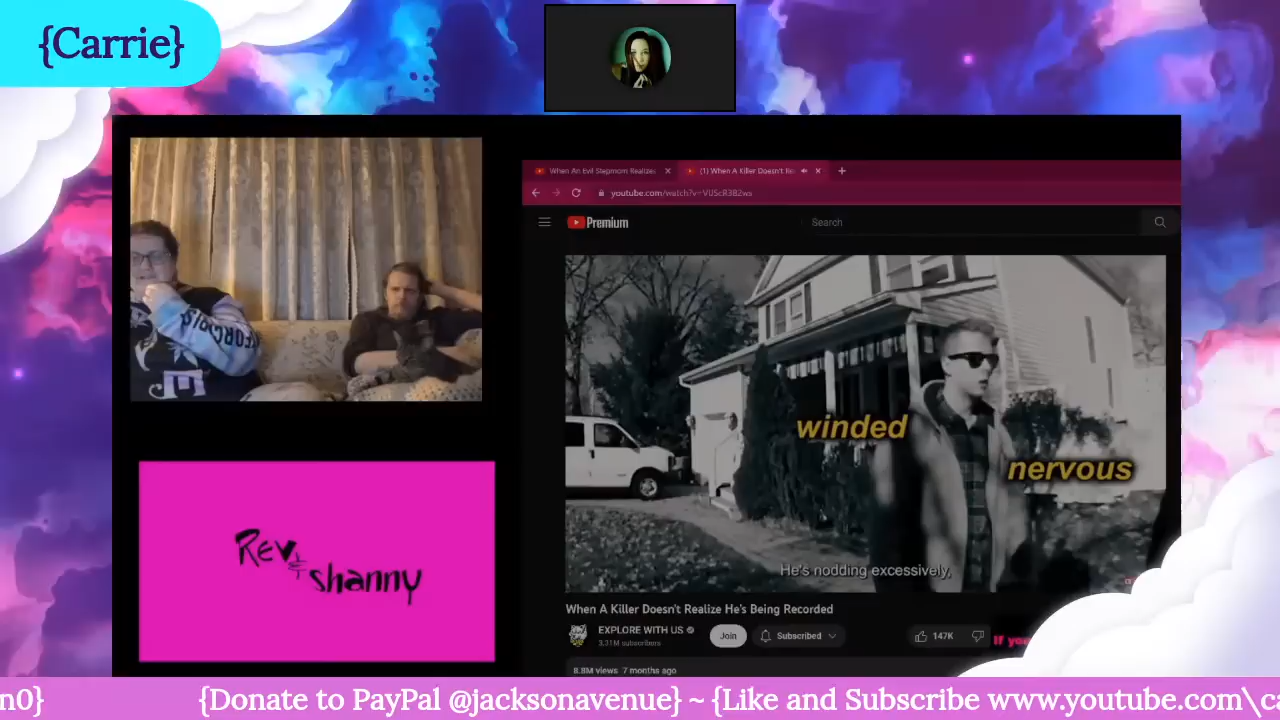 {Carrie}
When An Evil Stepmom Realizes
(1) When A Killer Doesn't Re
youtube.com/watch?v=VUScR3B2ws
Premium
Search
winded
nervous
He's nodding excessively,
Rev
&
shanny
When A Killer Doesn't Realize He's Being Recorded
EXPLORE WITH US
3.31M subscribers
Join
Subscribed
147K
If you
8.8M views 7 months ago
n0} {Donate to PayPal @jacksonavenue} ~ {Like and Subscribe www.youtube.com\ca